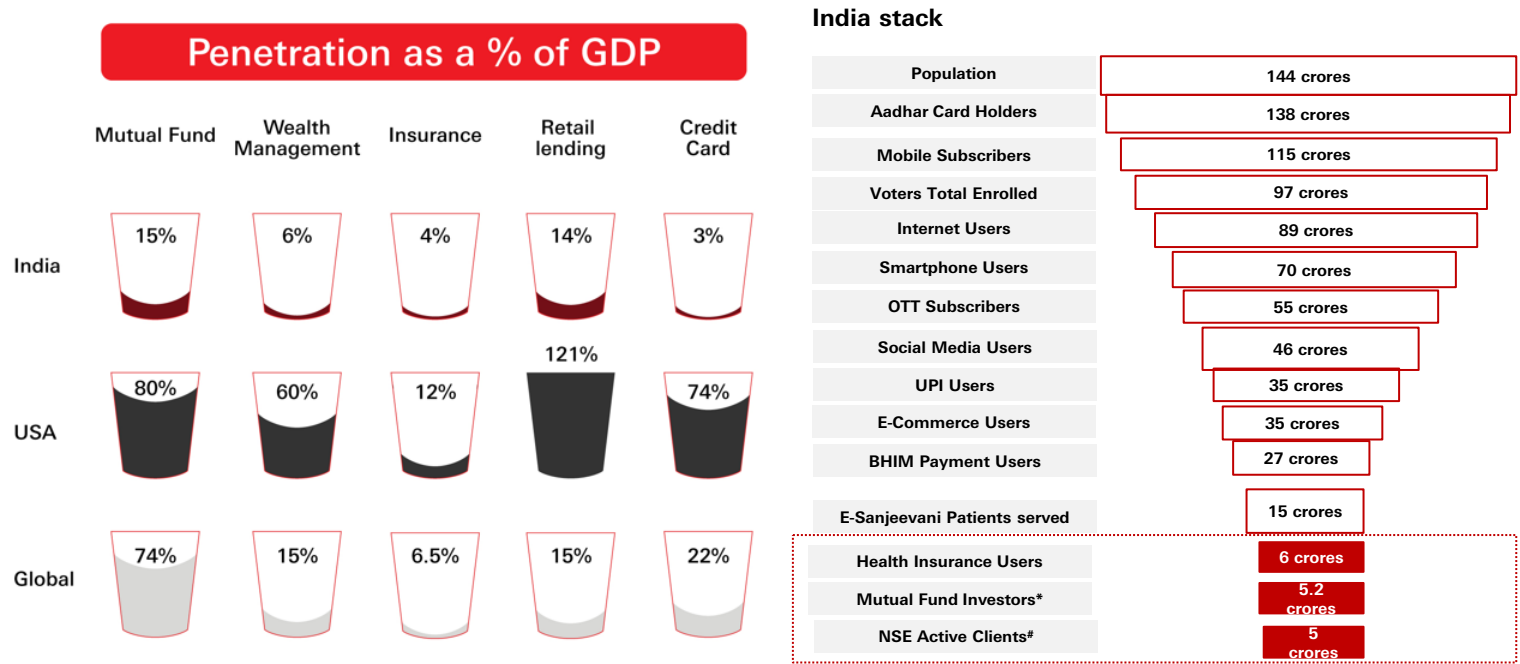 Penetration as a % of GDP
Mutual Fund
Wealth
Management
Insurance
Retail
lending
Credit
Card
India
15%
6%
4%
14%
3%
USA
80%
60%
12%
121%
74%
Global
74%
15%
6.5%
15%
22%
India stack
Population
144 crores
Aadhar Card Holders
138 crores
Mobile Subscribers
115 crores
Voters Total Enrolled
97 crores
Internet Users
89 crores
Smartphone Users
70 crores
OTT Subscribers
55 crores
Social Media Users
46 crores
UPI Users
35 crores
E-Commerce Users
35 crores
BHIM Payment Users
27 crores
E-Sanjeevani Patients served
15 crores
Health Insurance Users
6 crores
Mutual Fund Investors*
5.2
crores
NSE Active Clients#
5
crores